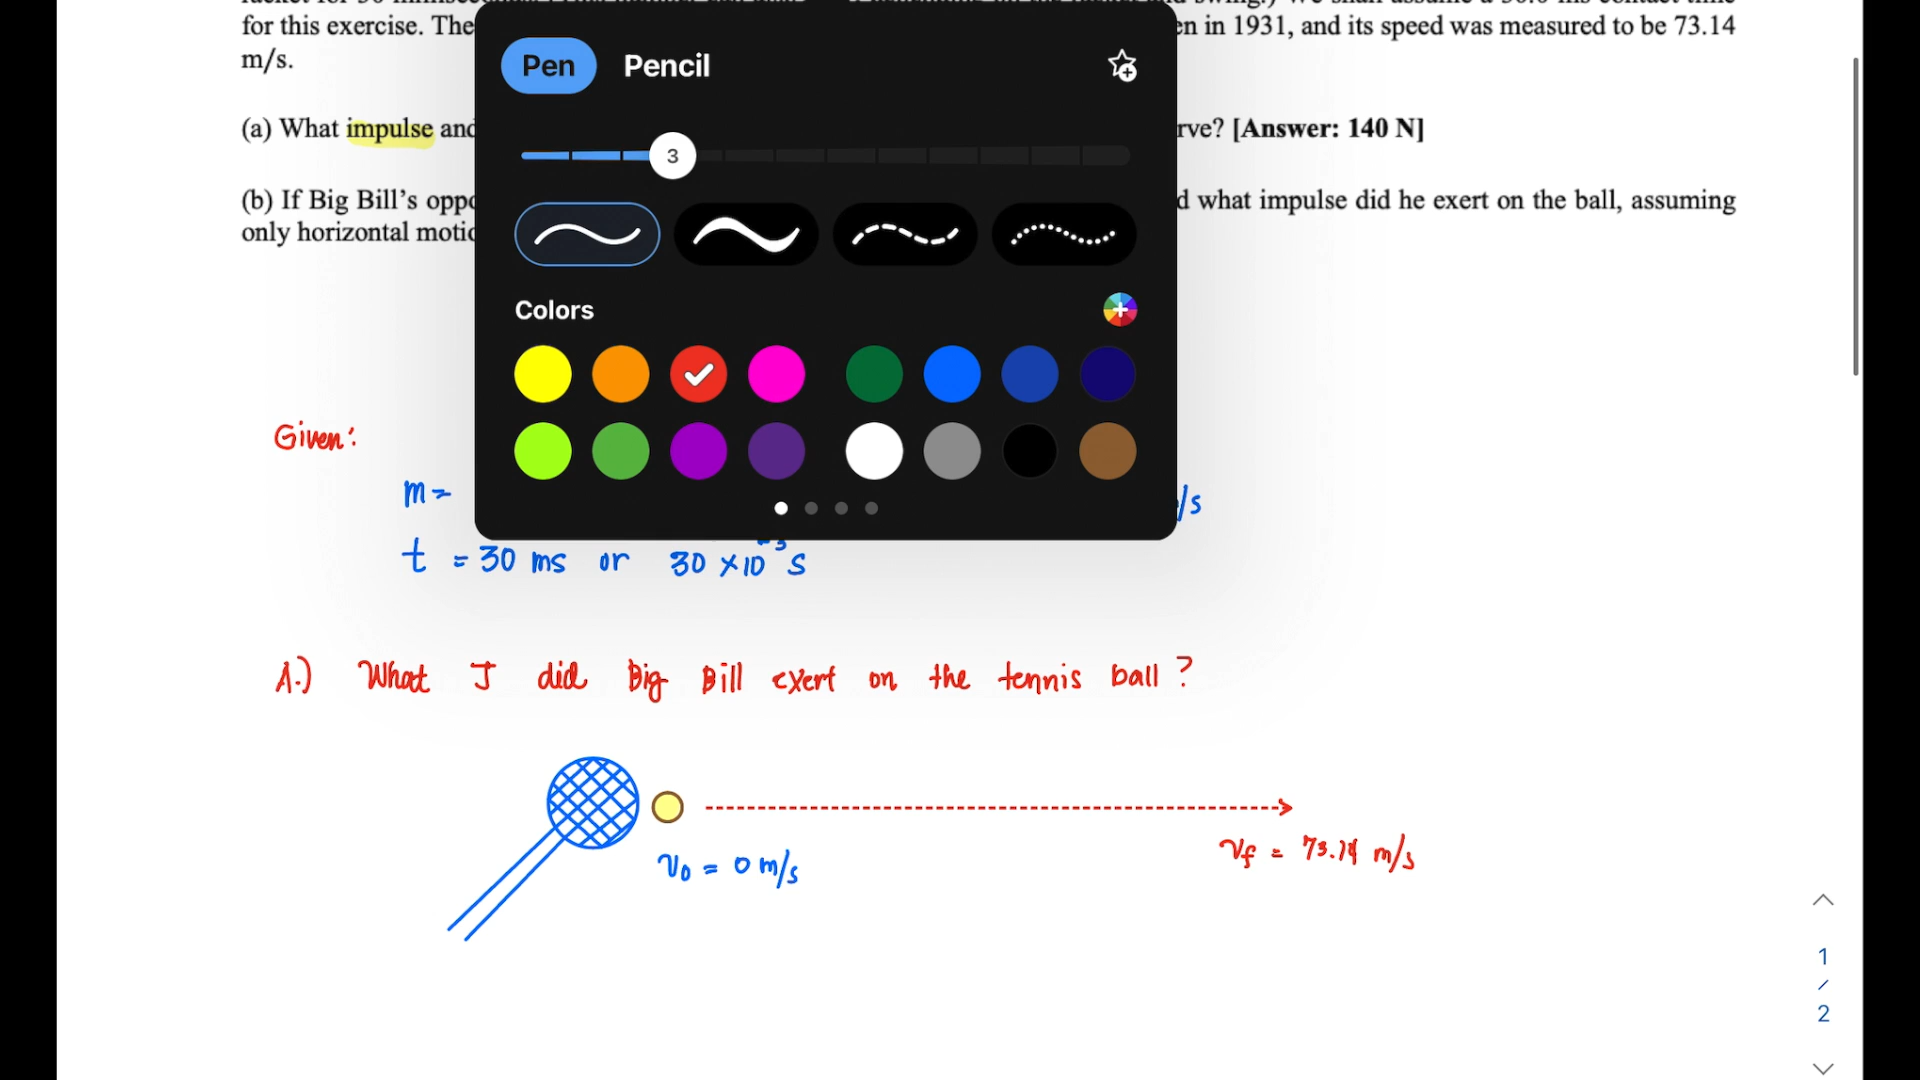 for this exercise. The en in 1931, and its speed was measured to be 73.14
m/s.
Pen Pencil
(a) What impulse and rve? [Answer: 140 N]
3
(b) If Big Bill's oppo d what impulse did he exert on the ball, assuming
only horizontal motio
Colors
Given:
m =
/s
t = 30 ms or 30 ×10⁻³ s
A.) What J did Big Bill exert on the tennis ball ?
v₀ = 0 m/s
v_f = 73.14 m/s
1
/
2